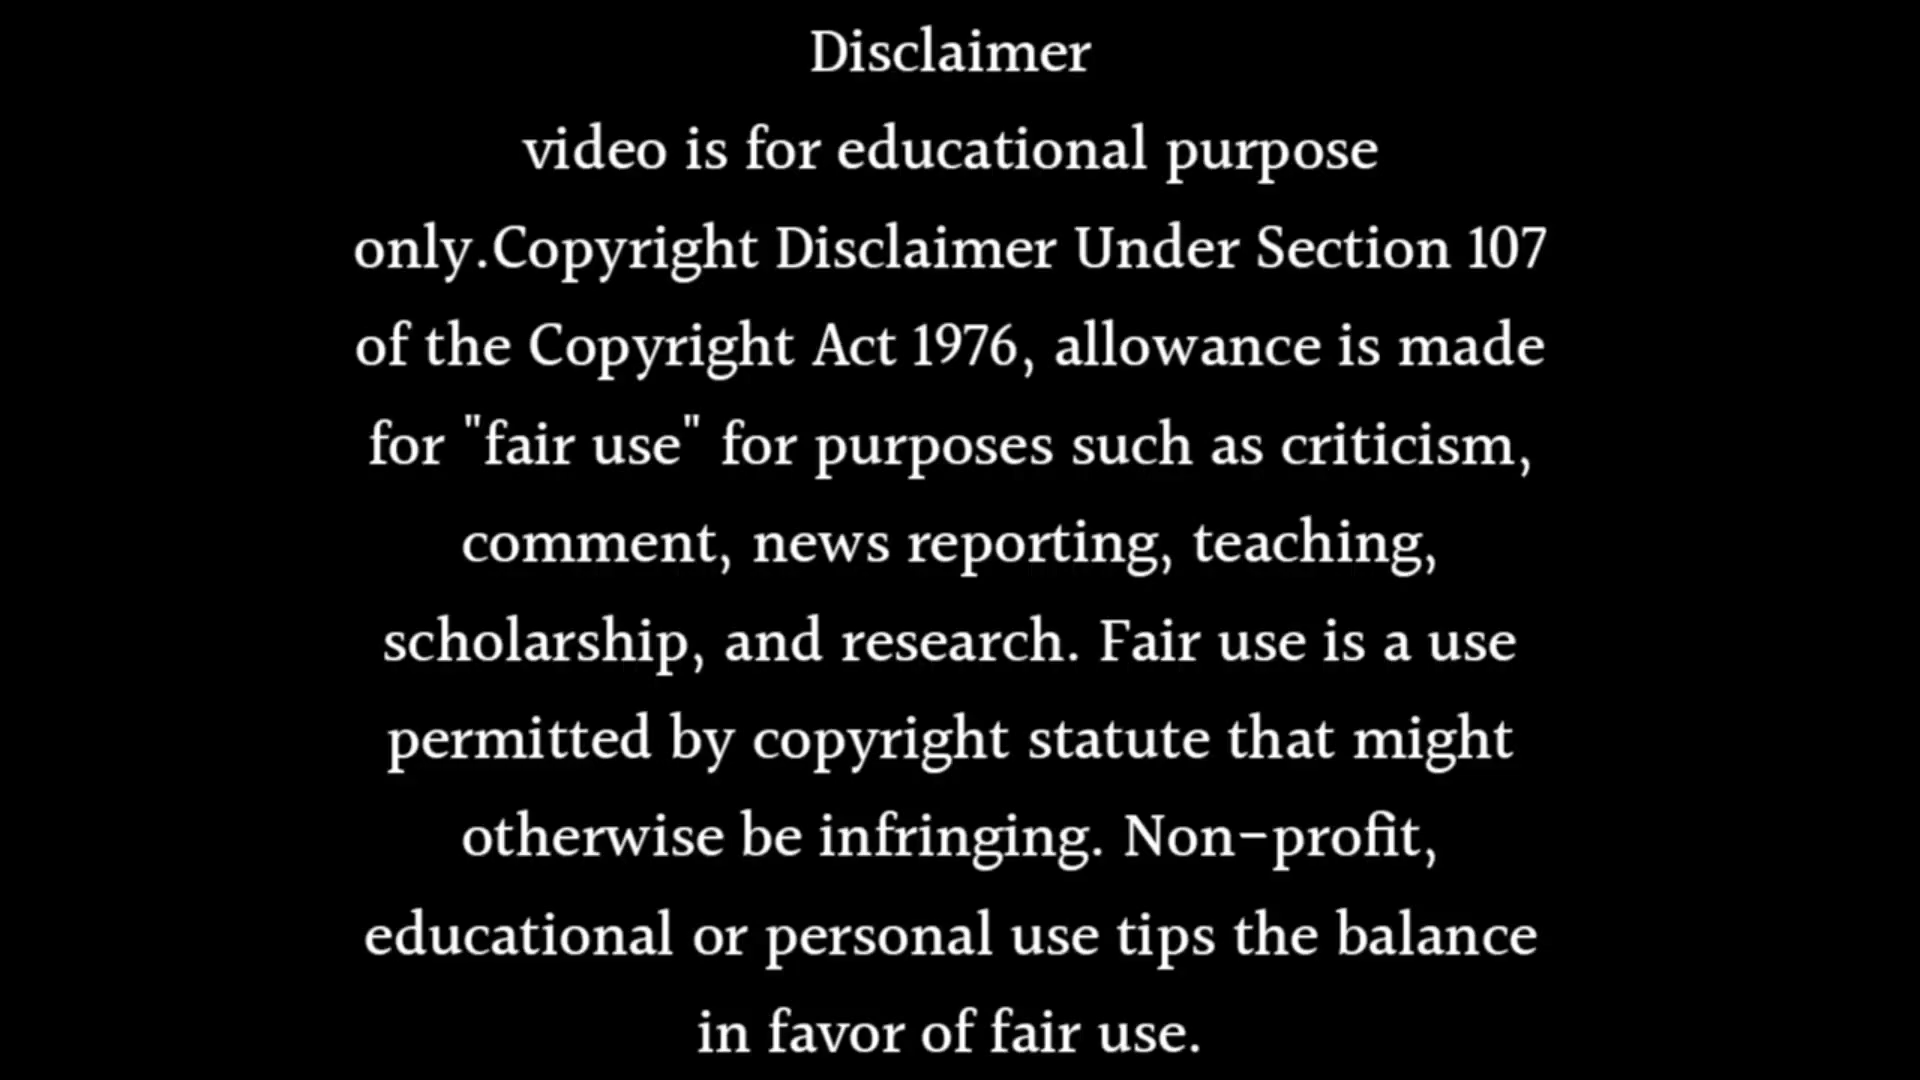 Disclaimer
video is for educational purpose
only.Copyright Disclaimer Under Section 107
of the Copyright Act 1976, allowance is made
for "fair use" for purposes such as criticism,
comment, news reporting, teaching,
scholarship, and research. Fair use is a use
permitted by copyright statute that might
otherwise be infringing. Non-profit,
educational or personal use tips the balance
in favor of fair use.